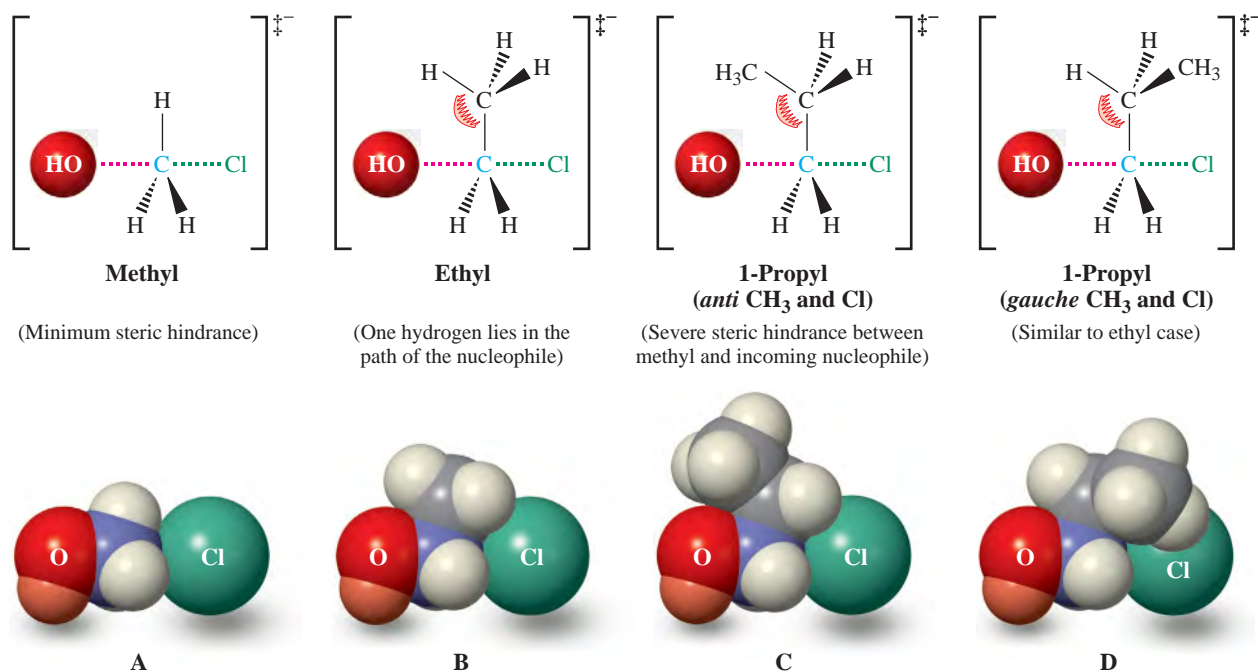 ‡−
H
HO
C
Cl
H
H
Methyl
(Minimum steric hindrance)
‡−
H
H
H
C
HO
C
Cl
H
H
Ethyl
(One hydrogen lies in the
path of the nucleophile)
‡−
H
H3C
H
C
HO
C
Cl
H
H
1-Propyl
(anti CH3 and Cl)
(Severe steric hindrance between
methyl and incoming nucleophile)
‡−
H
H
CH3
C
HO
C
Cl
H
H
1-Propyl
(gauche CH3 and Cl)
(Similar to ethyl case)
O
Cl
A
O
Cl
B
O
Cl
C
O
Cl
D